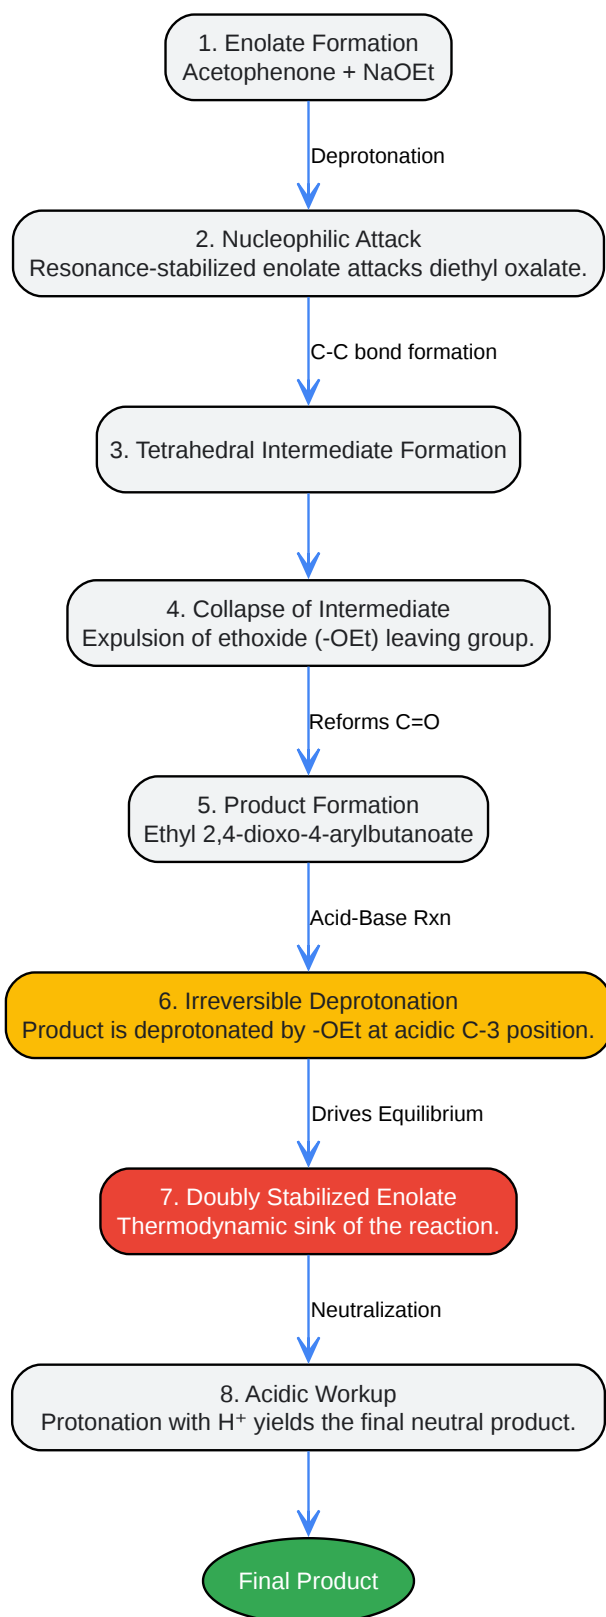 1. Enolate Formation
Acetophenone + NaOEt
Deprotonation
2. Nucleophilic Attack
Resonance-stabilized enolate attacks diethyl oxalate.
C-C bond formation
3. Tetrahedral Intermediate Formation
4. Collapse of Intermediate
Expulsion of ethoxide (-OEt) leaving group.
Reforms C=O
5. Product Formation
Ethyl 2,4-dioxo-4-arylbutanoate
Acid-Base Rxn
6. Irreversible Deprotonation
Product is deprotonated by -OEt at acidic C-3 position.
Drives Equilibrium
7. Doubly Stabilized Enolate
Thermodynamic sink of the reaction.
Neutralization
8. Acidic Workup
Protonation with H⁺ yields the final neutral product.
Final Product